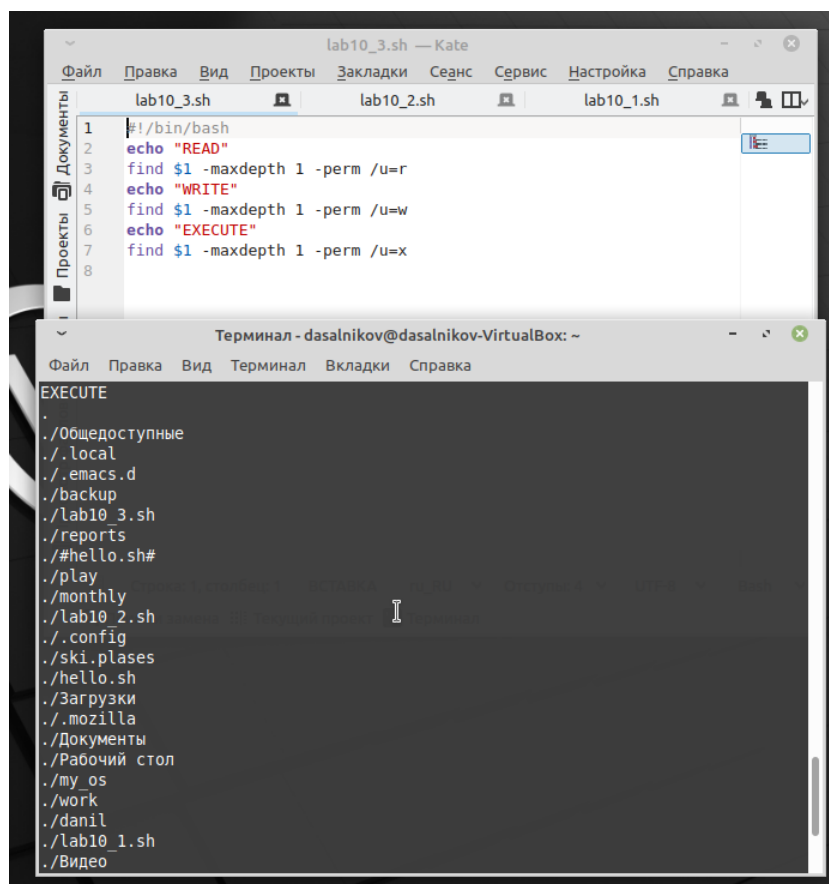 lab10_3.sh — Kate
Файл Правка Вид Проекты Закладки Сеанс Сервис Настройка Справка
lab10_3.sh lab10_2.sh lab10_1.sh
Документы
Проекты
1 #!/bin/bash
2 echo "READ"
3 find $1 -maxdepth 1 -perm /u=r
4 echo "WRITE"
5 find $1 -maxdepth 1 -perm /u=w
6 echo "EXECUTE"
7 find $1 -maxdepth 1 -perm /u=x
8
Терминал - dasalnikov@dasalnikov-VirtualBox: ~
Файл Правка Вид Терминал Вкладки Справка
EXECUTE
.
./Общедоступные
./.local
./.emacs.d
./backup
./lab10_3.sh
./reports
./#hello.sh#
./play
./monthly
./lab10_2.sh
./.config
./ski.plases
./hello.sh
./Загрузки
./.mozilla
./Документы
./Рабочий стол
./my_os
./work
./danil
./lab10_1.sh
./Видео